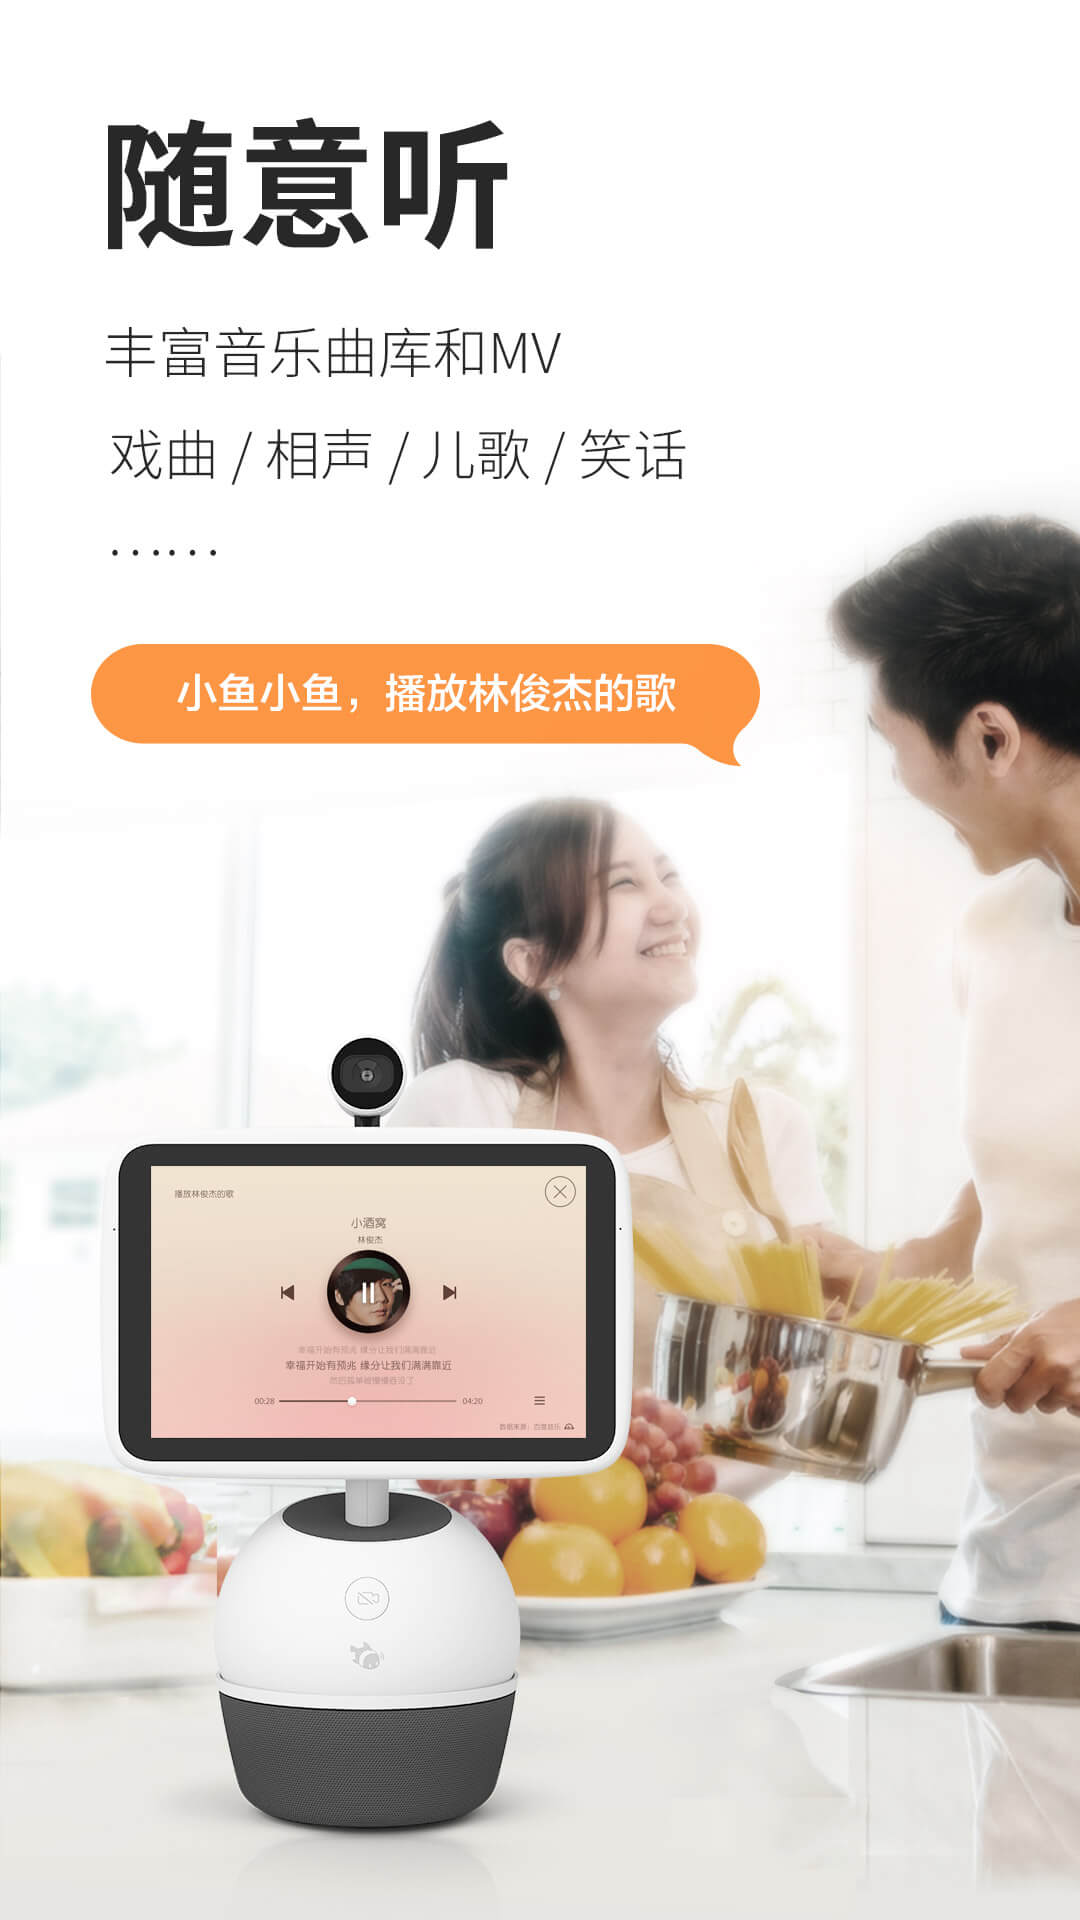 随意听
丰富音乐曲库和MV
戏曲 / 相声 / 儿歌 / 笑话
……
小鱼小鱼，播放林俊杰的歌
播放林俊杰的歌
小酒窝
林俊杰
幸福开始有预兆 缘分让我们满满靠近
幸福开始有预兆 缘分让我们满满靠近
00:28
04:20
数据来源：百度音乐